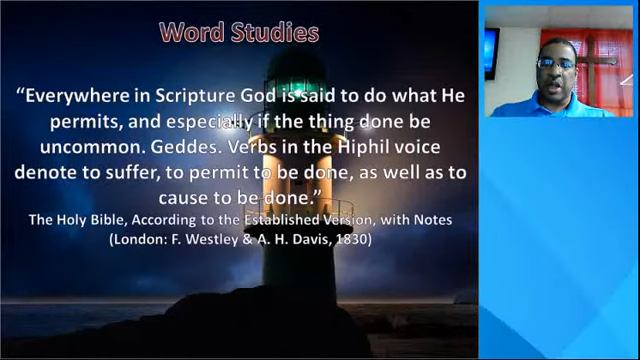 Word Studies
“Everywhere in Scripture God is said to do what He
permits, and especially if the thing done be
uncommon. Geddes. Verbs in the Hiphil voice
denote to suffer, to permit to be done, as well as to
cause to be done.”
The Holy Bible, According to the Established Version, with Notes
(London: F. Westley & A. H. Davis, 1830)